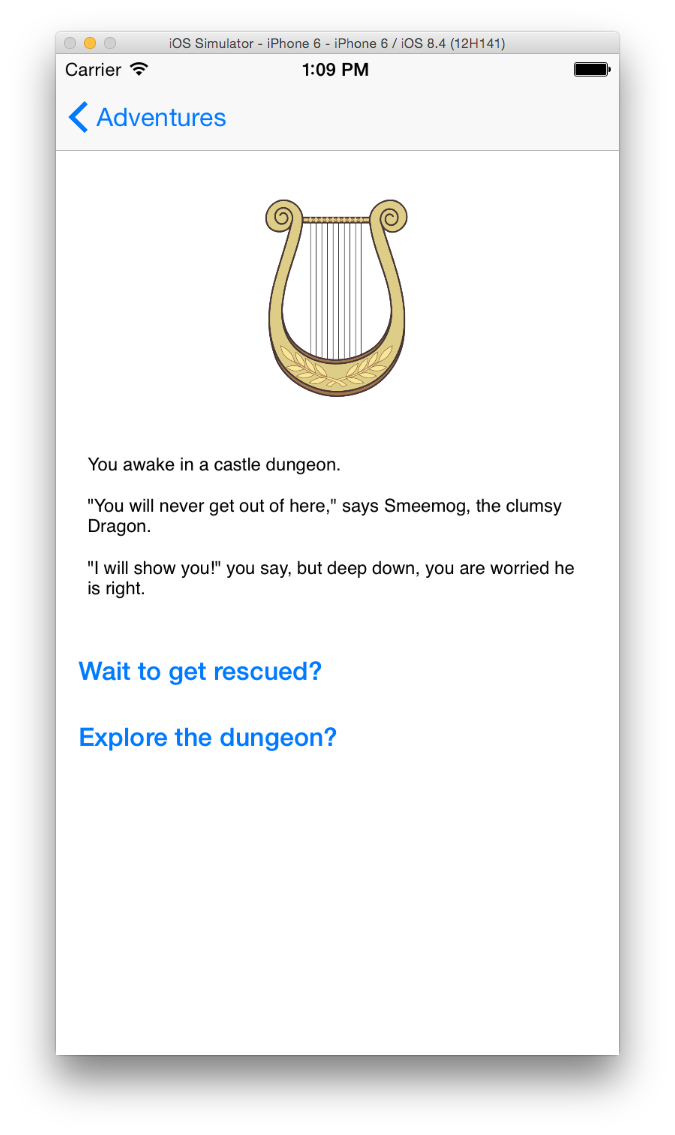 iOS Simulator - iPhone 6 - iPhone 6 / iOS 8.4 (12H141)
Carrier 1:09 PM
Adventures
You awake in a castle dungeon.
"You will never get out of here," says Smeemog, the clumsy
Dragon.
"I will show you!" you say, but deep down, you are worried he
is right.
Wait to get rescued?
Explore the dungeon?